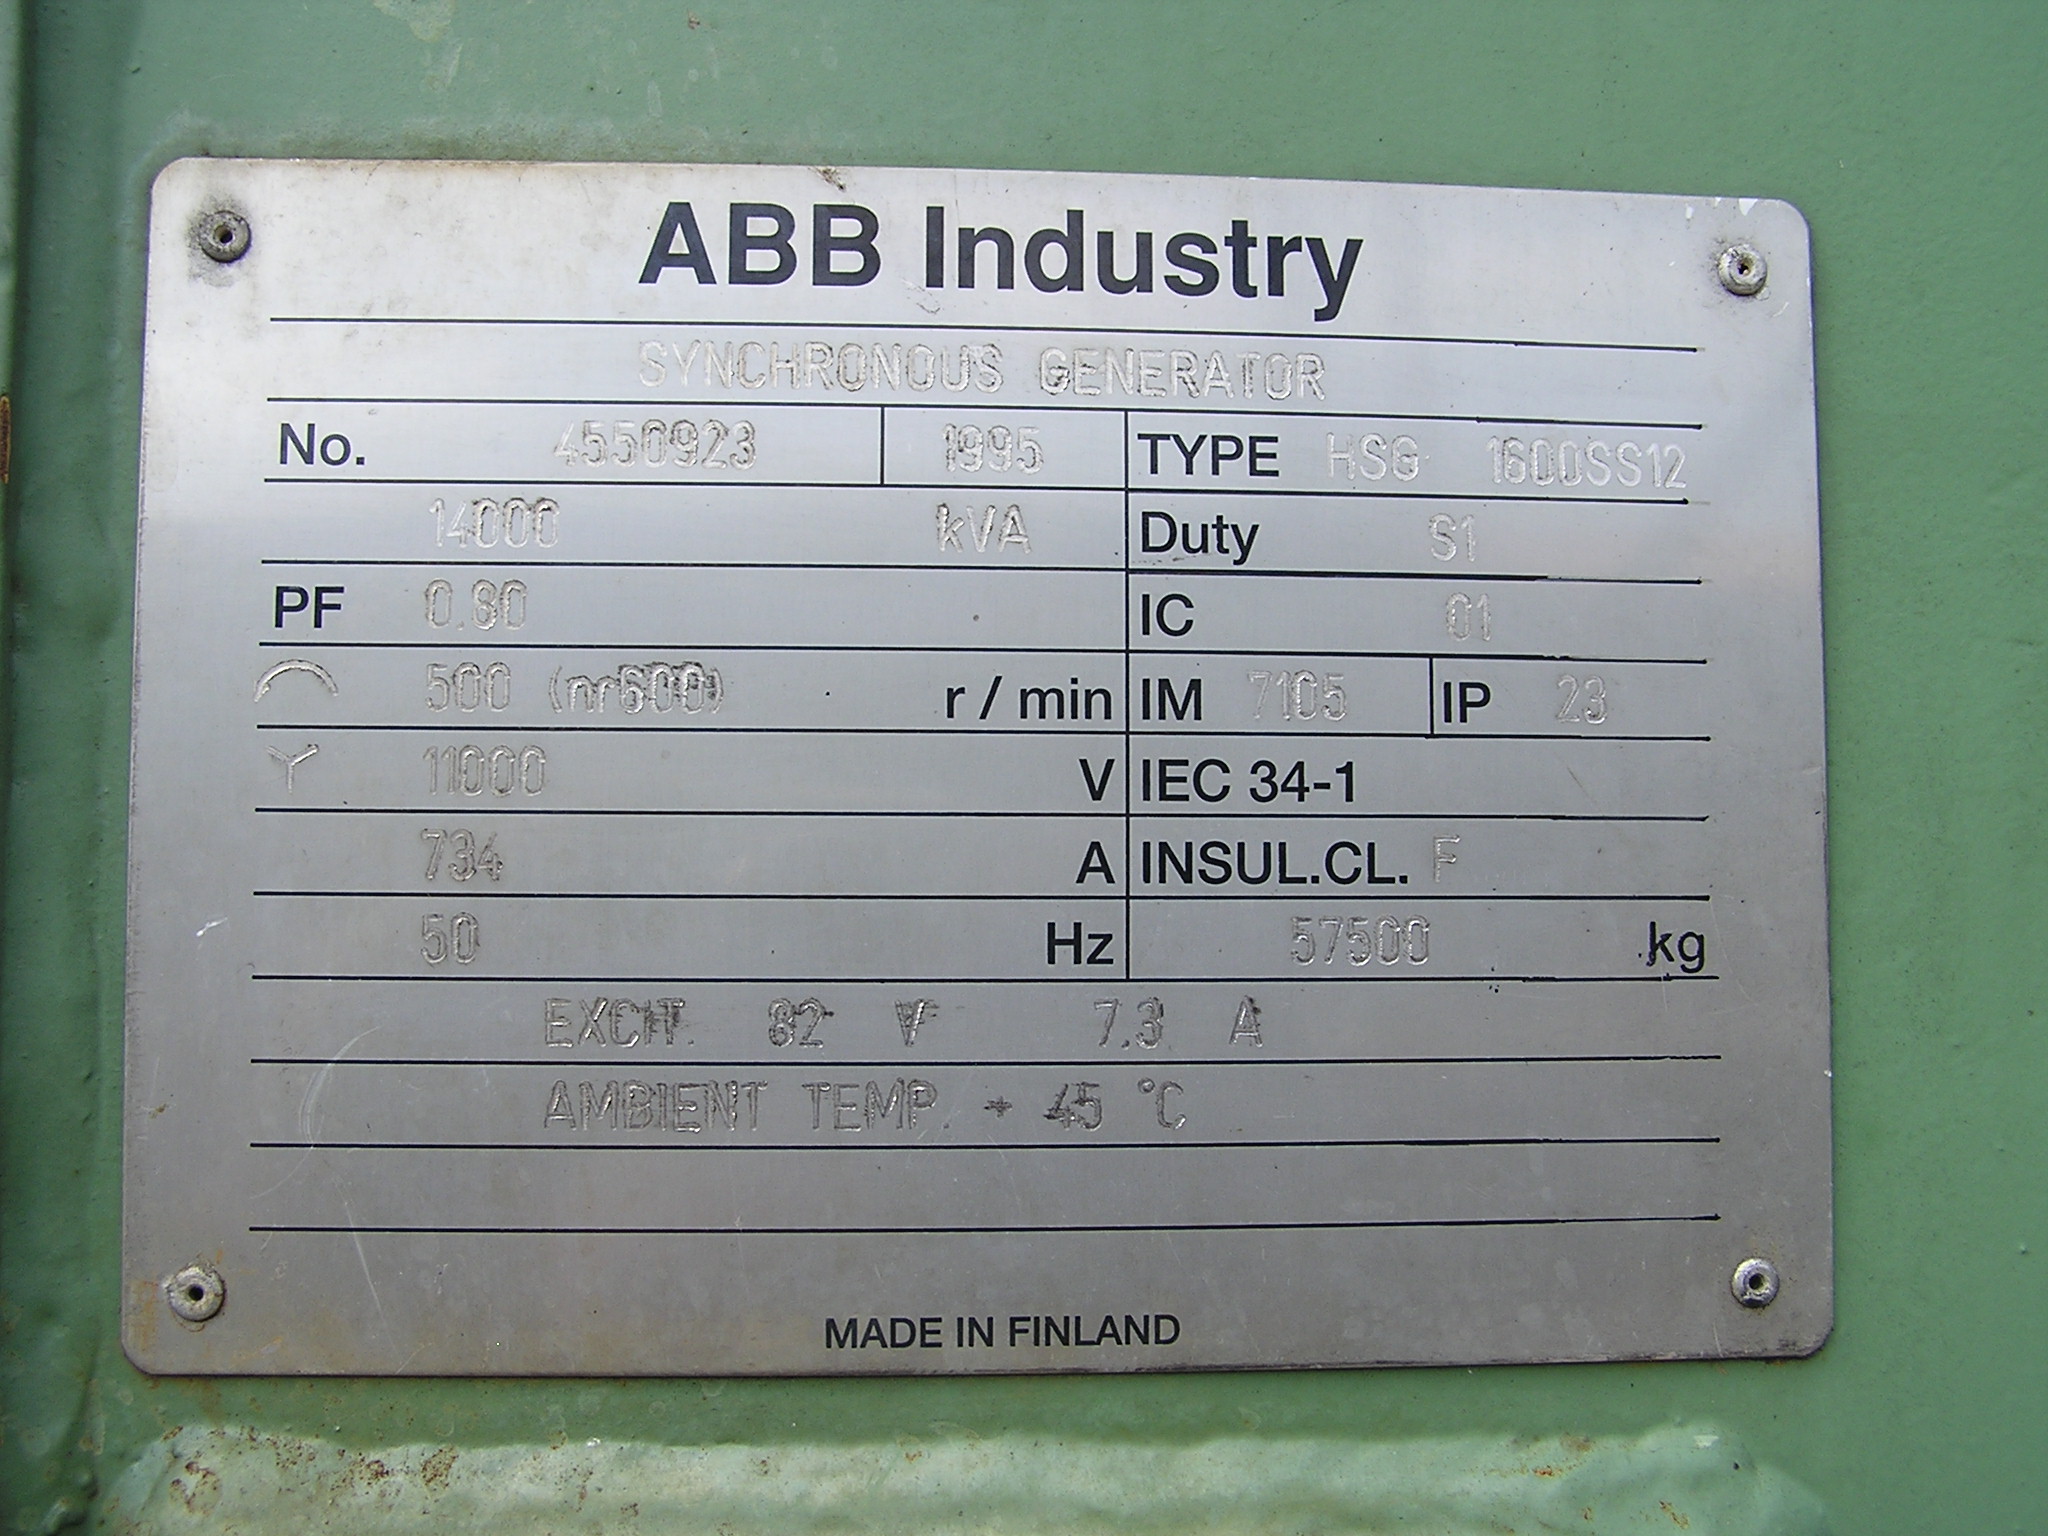 ABB Industry
SYNCHRONOUS GENERATOR
No. 4550923 1995 TYPE HSG 1600SS12
14000 kVA Duty S1
PF 0.80 IC 01
500 (nr600) r / min IM 7105 IP 23
11000 V IEC 34-1
734 A INSUL.CL. F
50 Hz 57500 kg
EXCIT. 82 V 7.3 A
AMBIENT TEMP. + 45 °C
MADE IN FINLAND